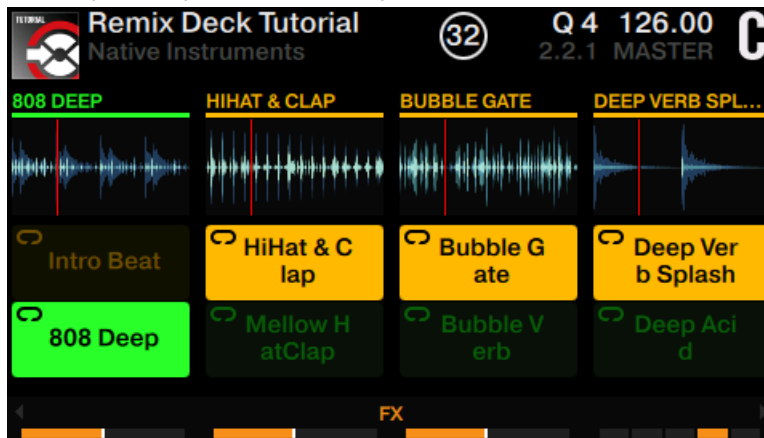 Remix Deck Tutorial
Native Instruments
32
Q 4 126.00
2.2.1 MASTER
C
808 DEEP
HIHAT & CLAP
BUBBLE GATE
DEEP VERB SPL...
Intro Beat
HiHat & C
lap
Bubble G
ate
Deep Ver
b Splash
808 Deep
Mellow H
atClap
Bubble V
erb
Deep Aci
d
FX